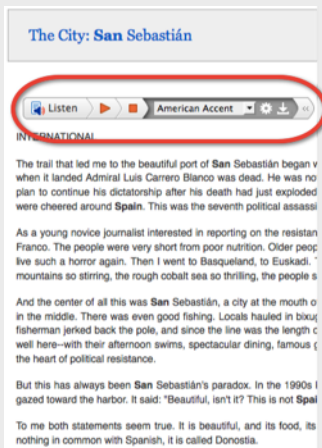 The City: San Sebastián
Listen
American Accent
INTERNATIONAL
The trail that led me to the beautiful port of San Sebastián began
when it landed Admiral Luis Carrero Blanco was dead. He was no
plan to continue his dictatorship after his death had just exploded
were cheered around Spain. This was the seventh political assassi
As a young novice journalist interested in reporting on the resistan
Franco. The people were very short from poor nutrition. Older peop
live such a horror again. Then I went to Basqueland, to Euskadi.
mountains so stirring, the rough cobalt sea so thrilling, the people s
And the center of all this was San Sebastián, a city at the mouth o
in the middle. There was even good fishing. Locals hauled in bixug
fisherman jerked back the pole, and since the line was the length o
well here--with their afternoon swims, spectacular dining, famous
the heart of political resistance.
But this has always been San Sebastián's paradox. In the 1990s I
gazed toward the harbor. It said: "Beautiful, isn't it? This is not Spai
To me both statements seem true. It is beautiful, and its food, its
nothing in common with Spanish, it is called Donostia.